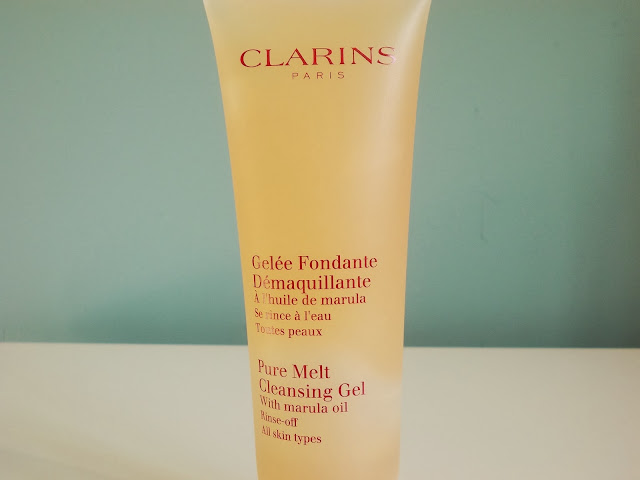 CLARINS
PARIS
Gelée Fondante
Démaquillante
À l'huile de marula
Se rince à l'eau
Toutes peaux
Pure Melt
Cleansing Gel
With marula oil
Rinse-off
All skin types